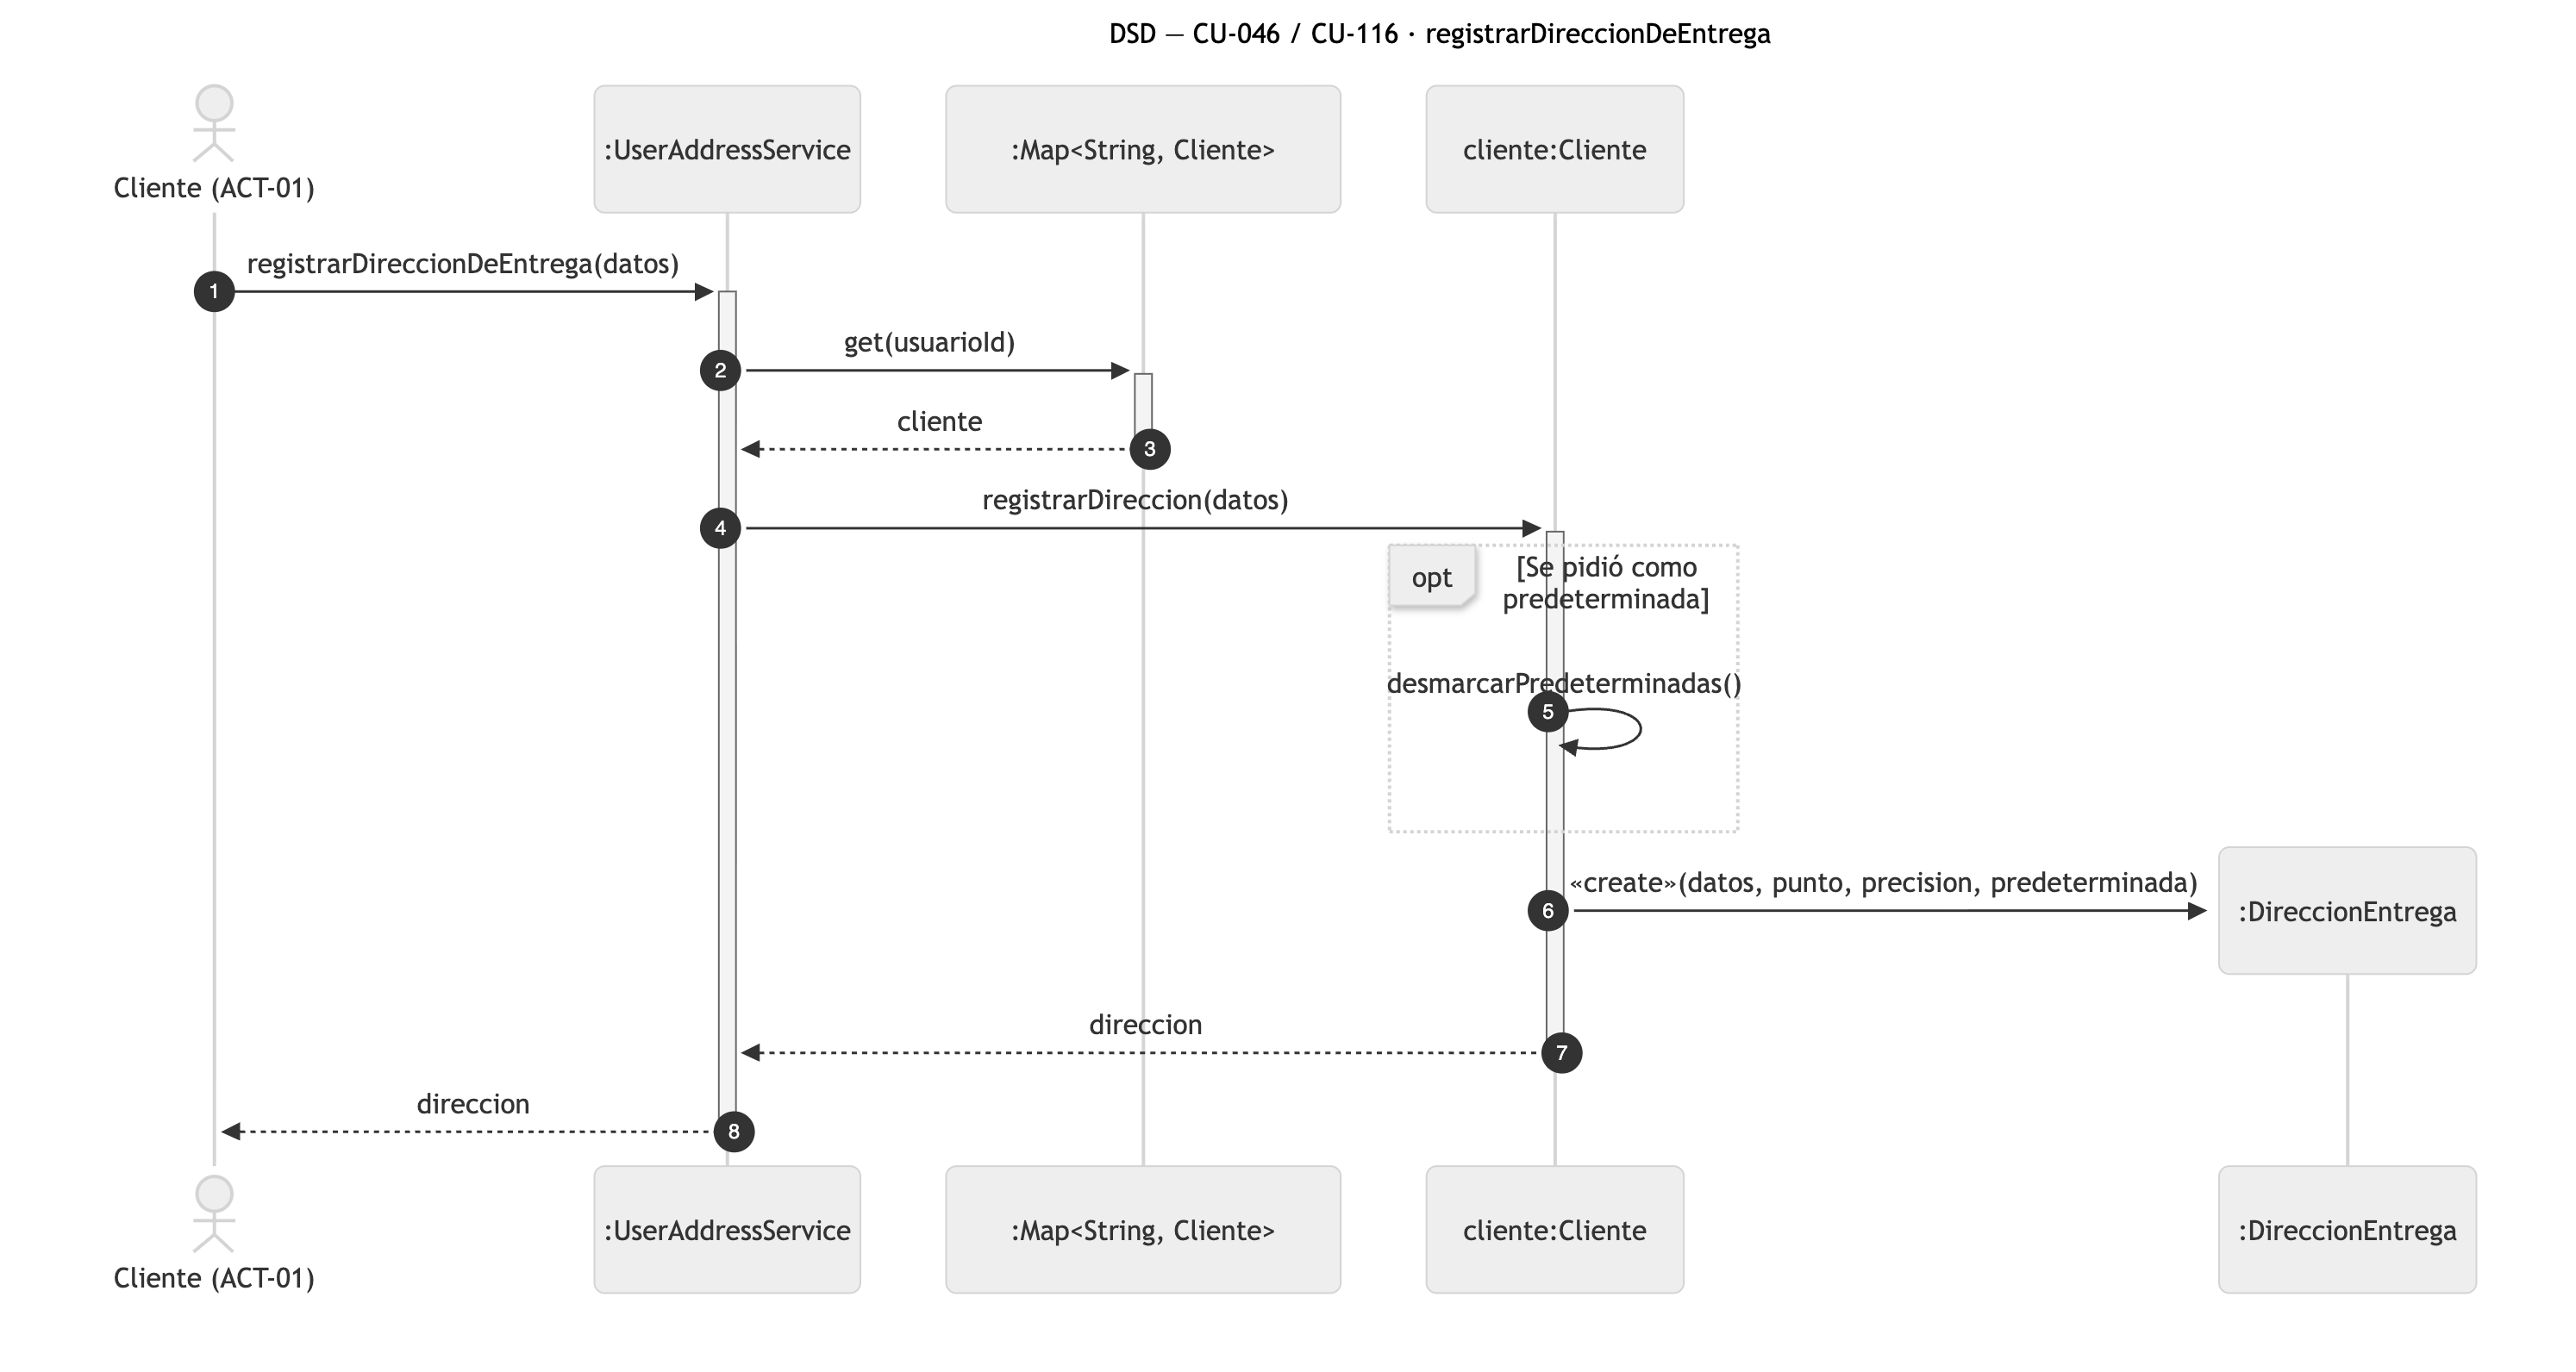 DSD — CU-046 / CU-116 · registrarDireccionDeEntrega
Cliente (ACT-01)
:UserAddressService
:Map<String, Cliente>
cliente:Cliente
registrarDireccionDeEntrega(datos)
1
get(usuarioId)
2
cliente
3
registrarDireccion(datos)
4
opt
[Se pidió como
predeterminada]
desmarcarPredeterminadas()
5
«create»(datos, punto, precision, predeterminada)
6
:DireccionEntrega
direccion
7
direccion
8
Cliente (ACT-01)
:UserAddressService
:Map<String, Cliente>
cliente:Cliente
:DireccionEntrega